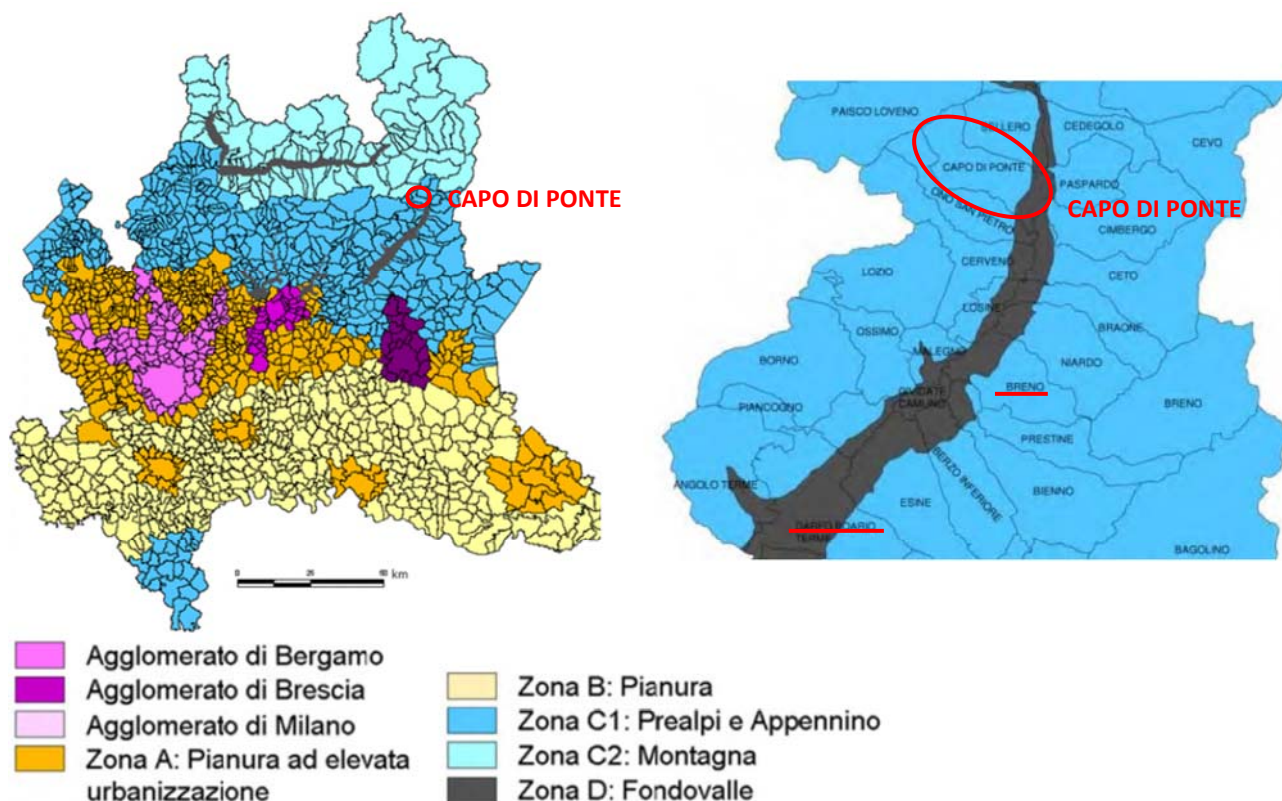 CAPO DI PONTE
0 25 50 km
PAISCO LOVENO
SELLERO
CEDEGOLO
CEVO
CAPO DI PONTE
PASPARDO
CAPO DI PONTE
ONO SAN PIETRO
CIMBERGO
CERVENO
LOZIO
CETO
LOSINE
OSSIMO
BRAONE
MALEGNO
BORNO
NIARDO
BRENO
BRENO
CIVIDATE
CAMUNO
PIANCOGNO
PRESTINE
BERZO INFERIORE
ANGOLO TERME
ESINE
BIENNO
DARFO BOARIO
TERME
BAGOLINO
Agglomerato di Bergamo
Agglomerato di Brescia
Agglomerato di Milano
Zona A: Pianura ad elevata
urbanizzazione
Zona B: Pianura
Zona C1: Prealpi e Appennino
Zona C2: Montagna
Zona D: Fondovalle